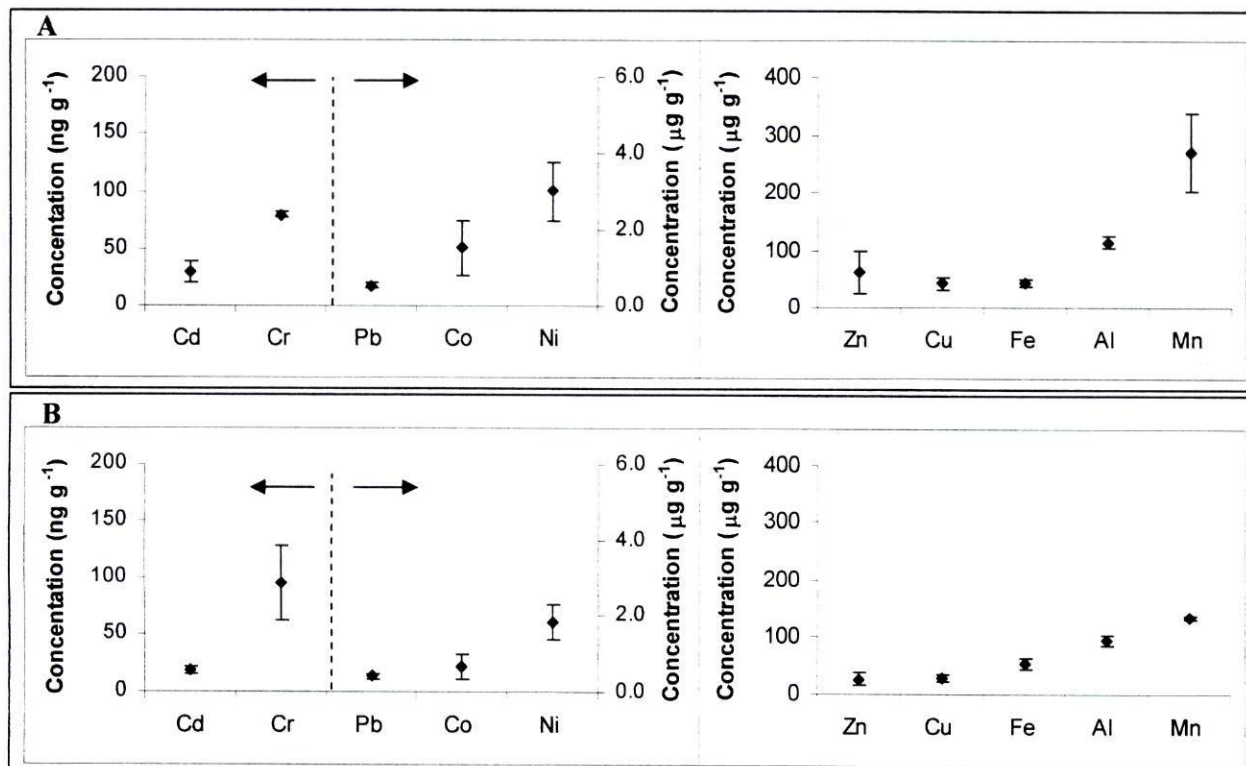 A
Concentation (ng g⁻¹)
200
150
100
50
0
Cd Cr Pb Co Ni
6.0
4.0
2.0
0.0
Concentration (μg g⁻¹)
Concentration (μg g⁻¹)
400
300
200
100
0
Zn Cu Fe Al Mn
B
Concentation (ng g⁻¹)
200
150
100
50
0
Cd Cr Pb Co Ni
6.0
4.0
2.0
0.0
Concentration (μg g⁻¹)
Concentration (μg g⁻¹)
400
300
200
100
0
Zn Cu Fe Al Mn